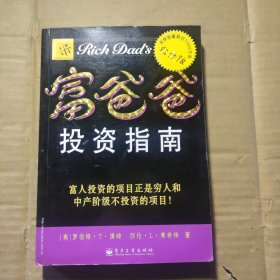 Rich Dad's
富爸爸
投资指南
富人投资的项目正是穷人和
中产阶级不投资的项目！
[美]罗伯特·T·清崎 莎伦·L·莱希特 著
电子工业出版社